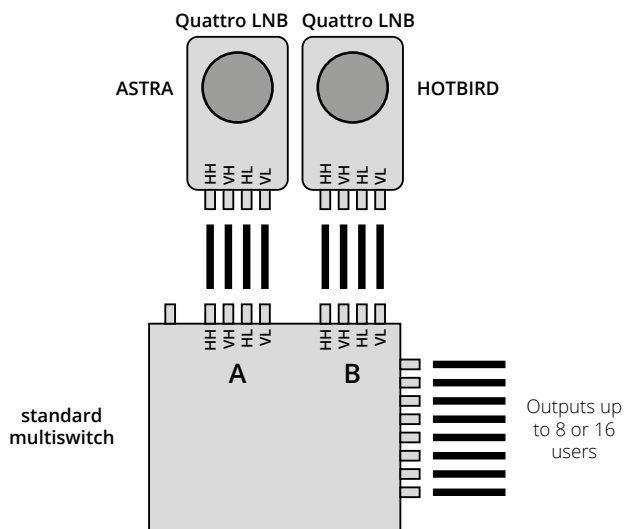 Quattro LNB Quattro LNB
ASTRA
HOTBIRD
HH VH HL VL
HH VH HL VL
HH VH HL VL
HH VH HL VL
A
B
standard
multiswitch
Outputs up
to 8 or 16
users